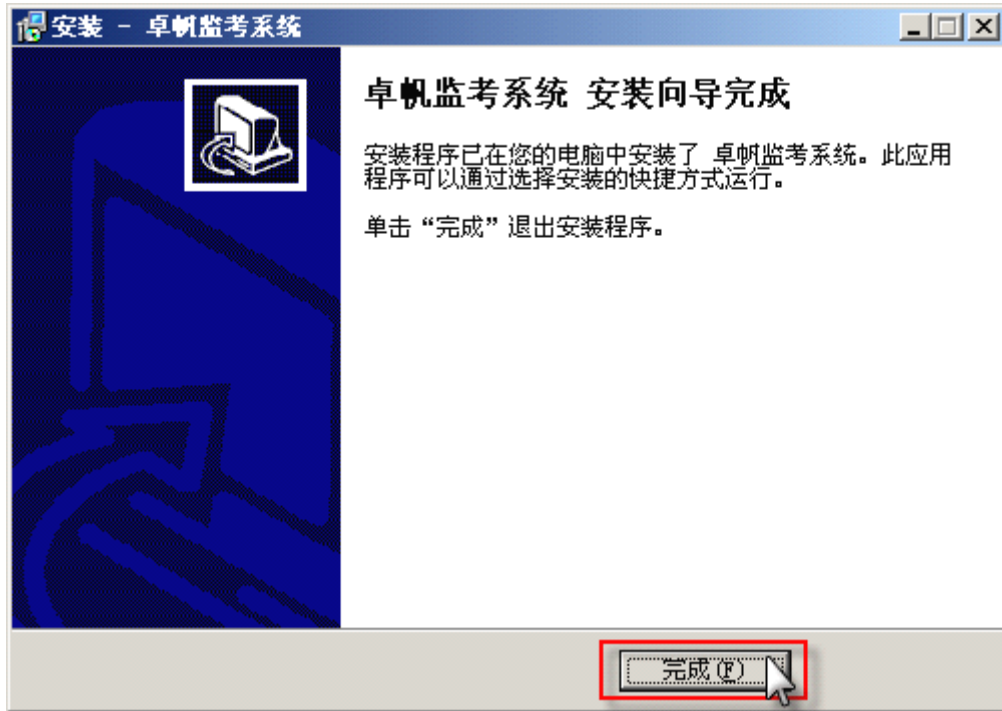 安装 - 卓帆监考系统
卓帆监考系统 安装向导完成
安装程序已在您的电脑中安装了 卓帆监考系统。此应用
程序可以通过选择安装的快捷方式运行。
单击“完成”退出安装程序。
完成(F)